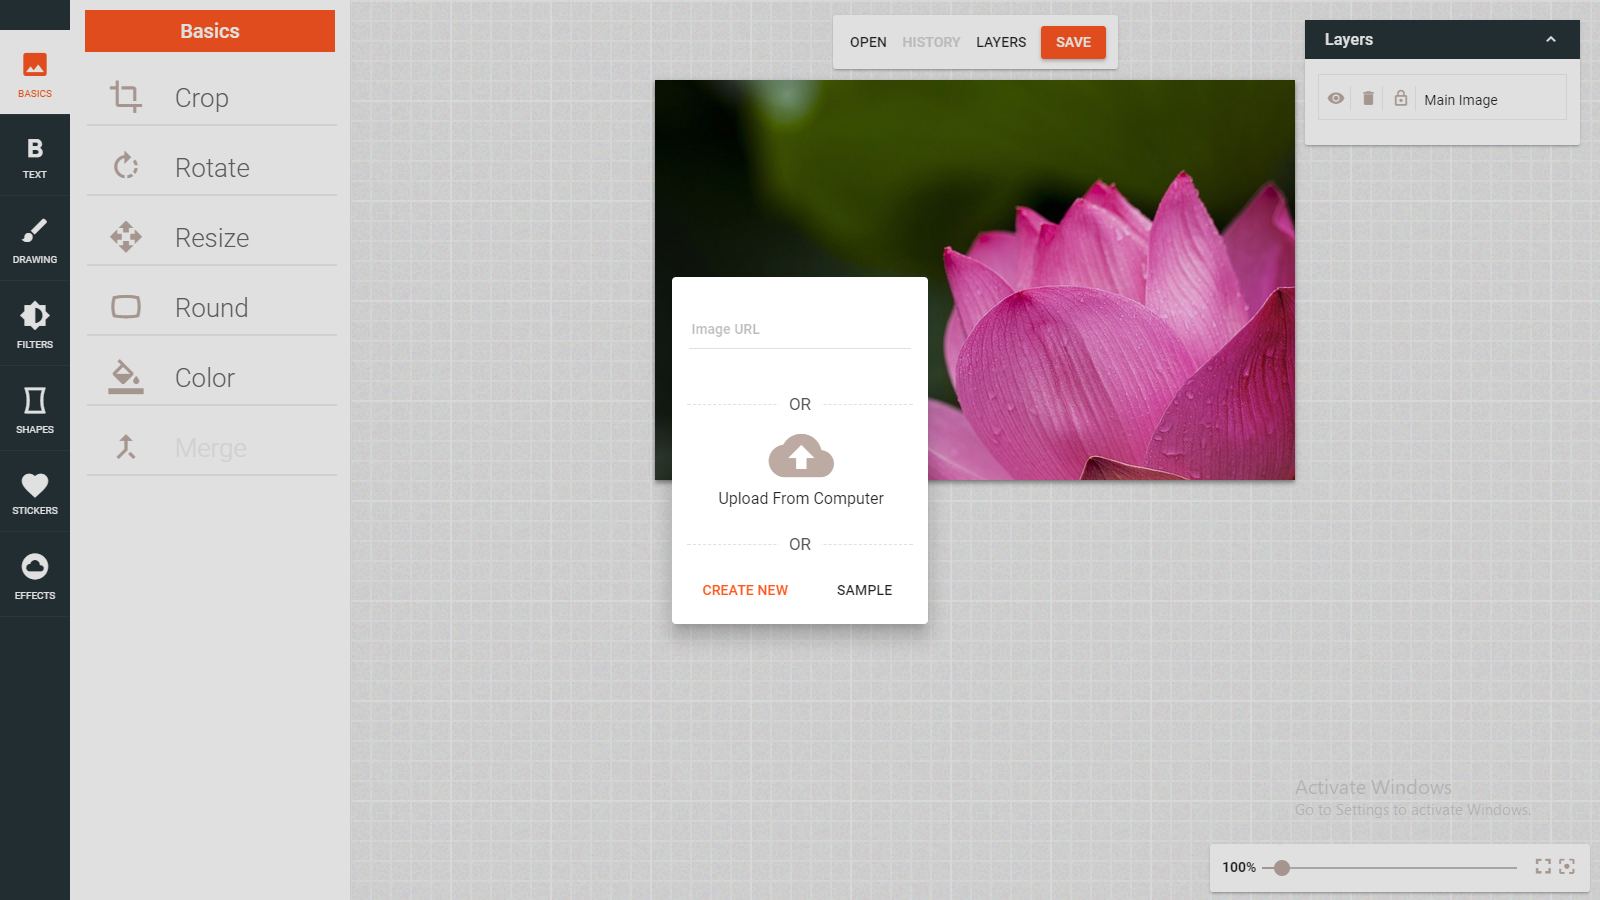 Basics
OPEN HISTORY LAYERS SAVE
Layers
BASICS
Crop
Main Image
TEXT
Rotate
DRAWING
Resize
FILTERS
Round
SHAPES
Color
STICKERS
Merge
EFFECTS
Image URL
OR
Upload From Computer
OR
CREATE NEW SAMPLE
Activate Windows
Go to Settings to activate Windows.
100%